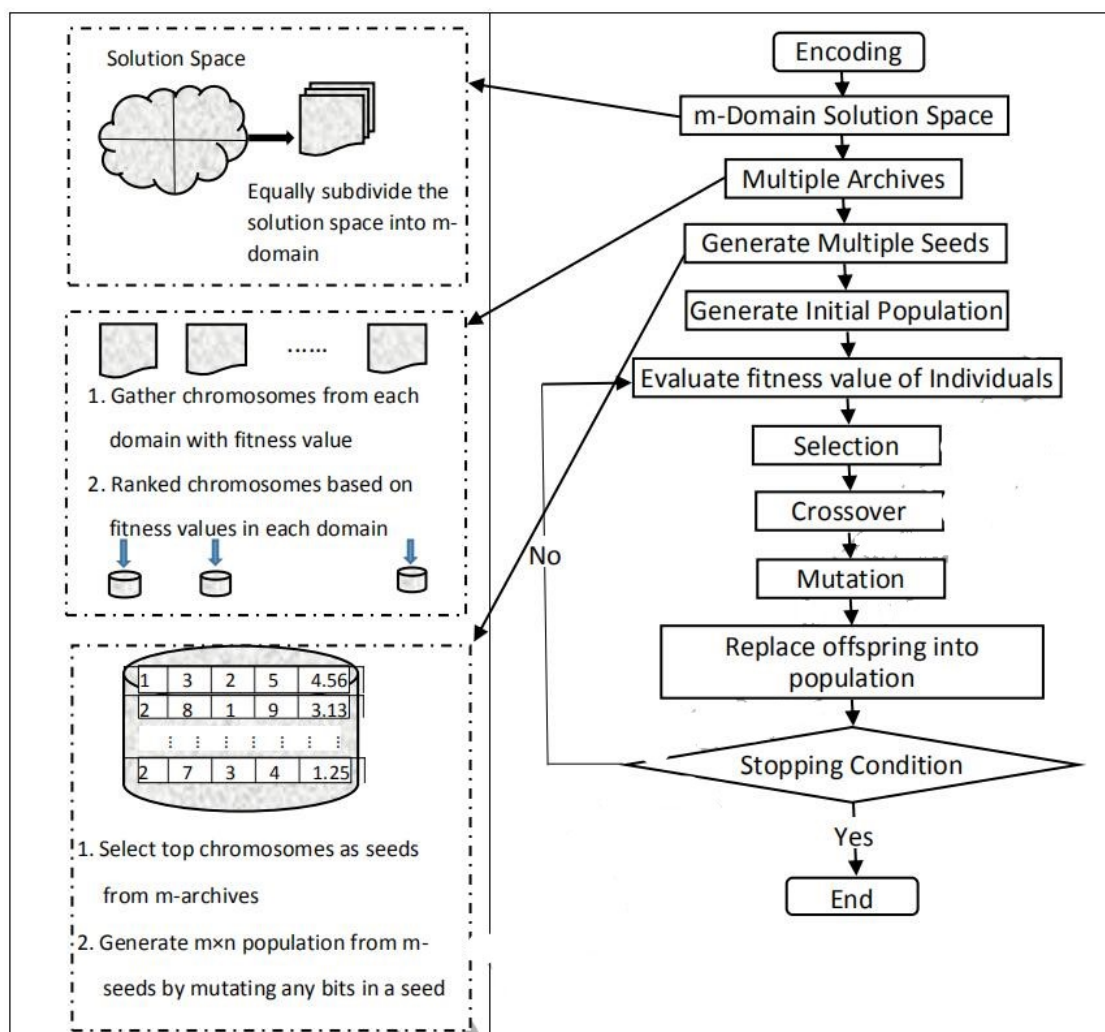 Solution Space
Equally subdivide the
solution space into m-
domain
......
1. Gather chromosomes from each
domain with fitness value
2. Ranked chromosomes based on
fitness values in each domain
1 3 2 5 4.56
2 8 1 9 3.13
⋮ ⋮ ⋮ ⋮ ⋮ ⋮ ⋮
2 7 3 4 1.25
1. Select top chromosomes as seeds
from m-archives
2. Generate m×n population from m-
seeds by mutating any bits in a seed
Encoding
m-Domain Solution Space
Multiple Archives
Generate Multiple Seeds
Generate Initial Population
Evaluate fitness value of Individuals
Selection
Crossover
No
Mutation
Replace offspring into
population
Stopping Condition
Yes
End